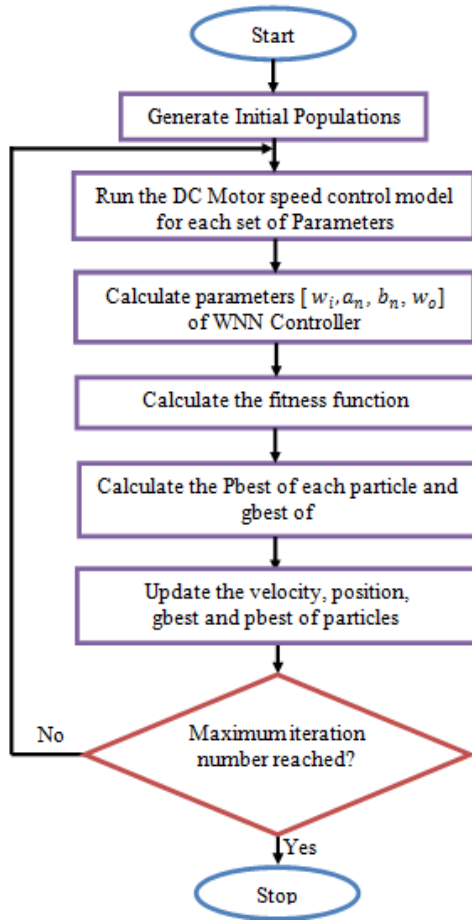 Start
Generate Initial Populations
Run the DC Motor speed control model
for each set of Parameters
Calculate parameters [ wᵢ, aₙ, bₙ, wₒ]
of WNN Controller
Calculate the fitness function
Calculate the Pbest of each particle and
gbest of
Update the velocity, position,
gbest and pbest of particles
Maximum iteration
number reached?
No
Yes
Stop